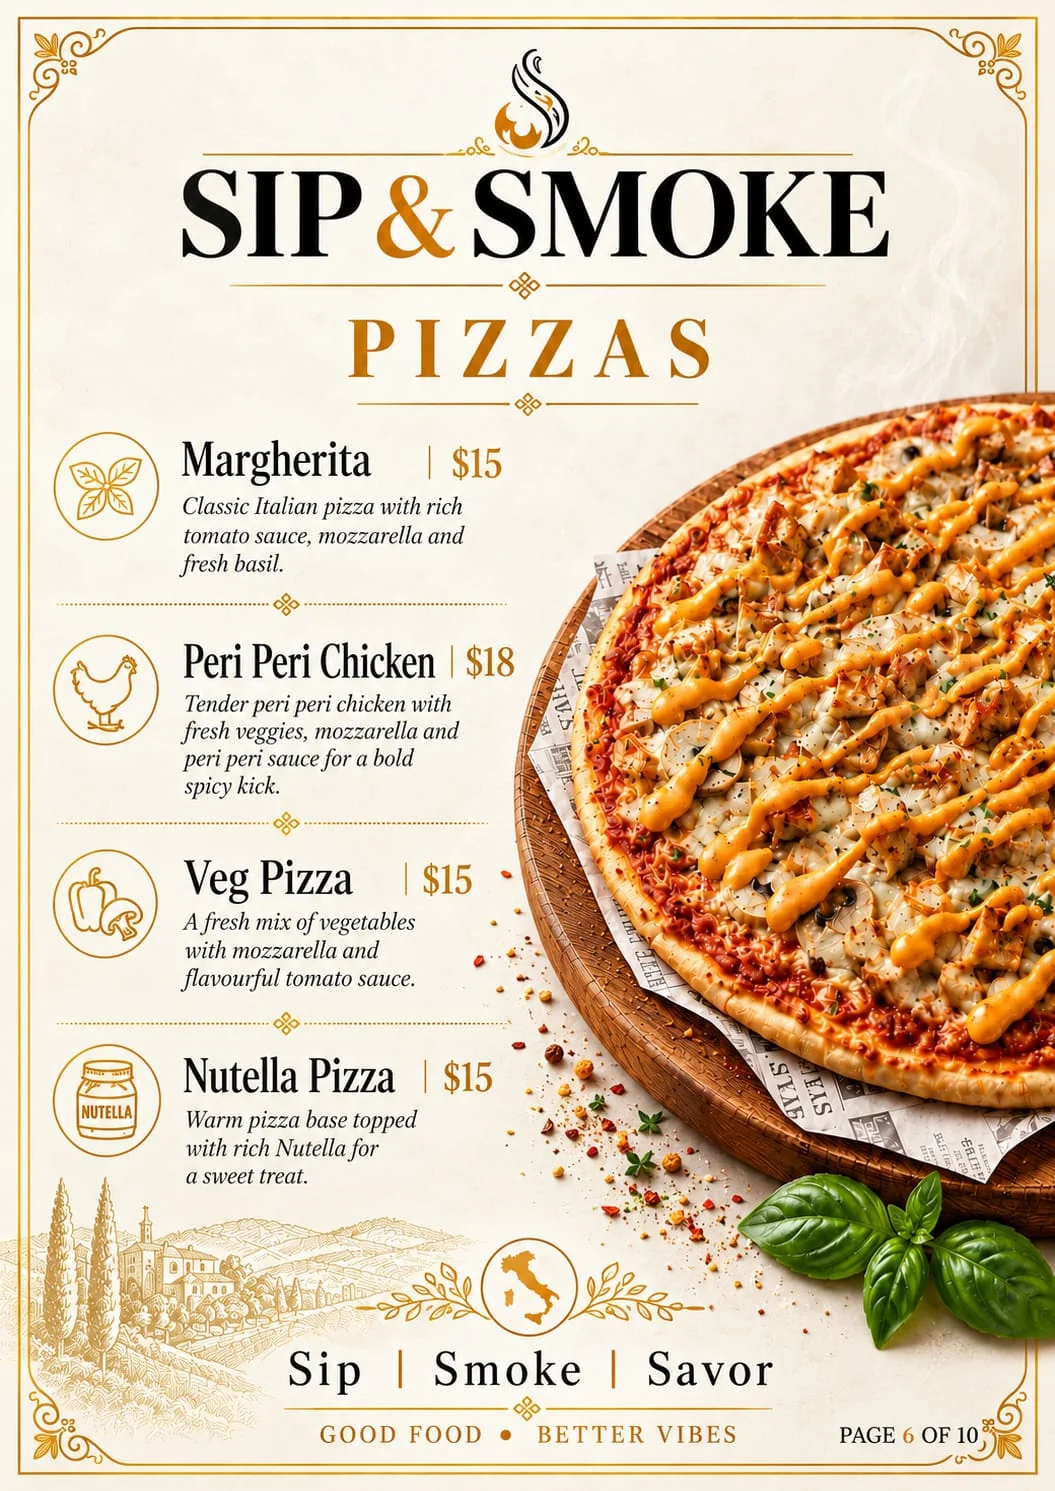 SIP & SMOKE
PIZZAS
Margherita | $15
Classic Italian pizza with rich
tomato sauce, mozzarella and
fresh basil.
Peri Peri Chicken | $18
Tender peri peri chicken with
fresh veggies, mozzarella and
peri peri sauce for a bold
spicy kick.
Veg Pizza | $15
A fresh mix of vegetables
with mozzarella and
flavourful tomato sauce.
Nutella Pizza | $15
NUTELLA
Warm pizza base topped
with rich Nutella for
a sweet treat.
Sip | Smoke | Savor
GOOD FOOD • BETTER VIBES
PAGE 6 OF 10